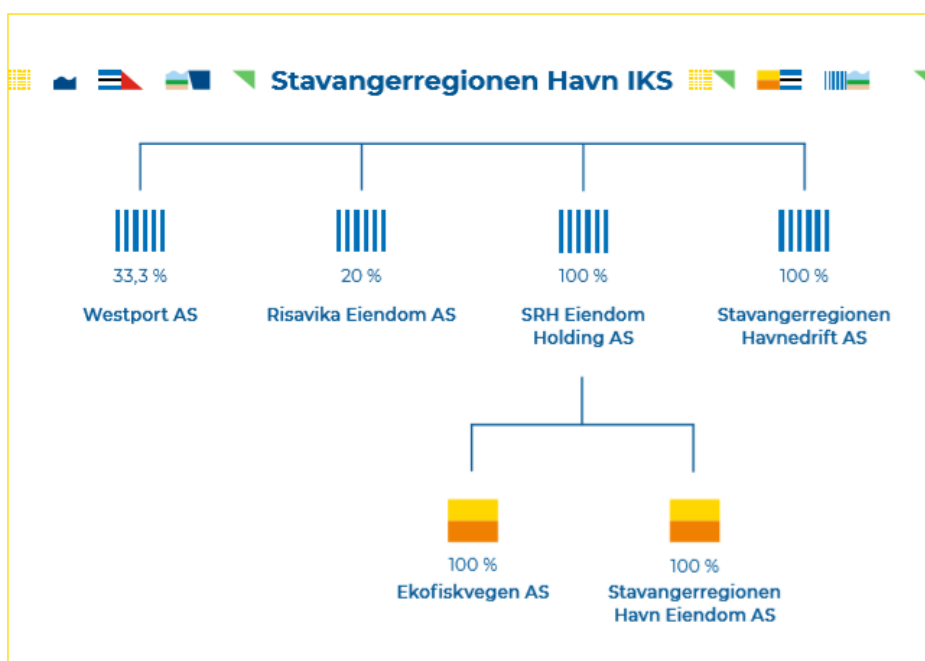 Stavangerregionen Havn IKS
33,3 %
Westport AS
20 %
Risavika Eiendom AS
100 %
SRH Eiendom
Holding AS
100 %
Stavangerregionen
Havnedrift AS
100 %
Ekofiskvegen AS
100 %
Stavangerregionen
Havn Eiendom AS